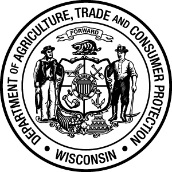 DEPARTMENT OF AGRICULTURE, TRADE AND CONSUMER PROTECTION
FORWARD
• WISCONSIN •